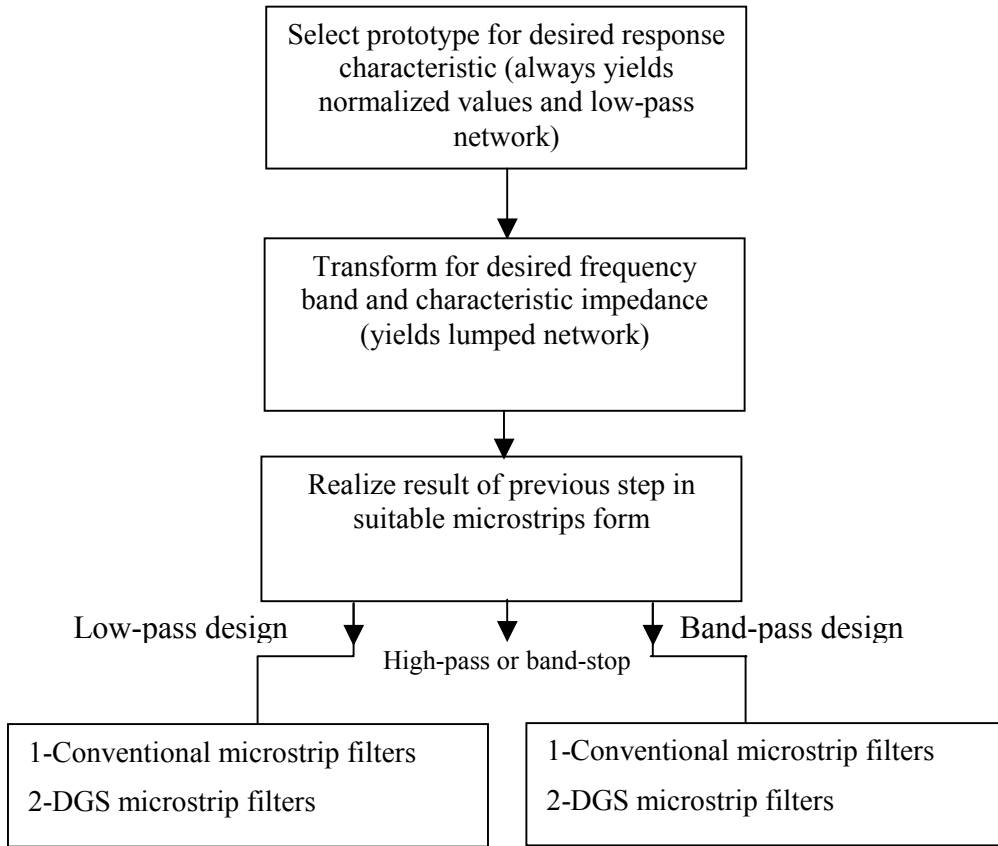 Select prototype for desired response
characteristic (always yields
normalized values and low-pass
network)
Transform for desired frequency
band and characteristic impedance
(yields lumped network)
Realize result of previous step in
suitable microstrips form
Low-pass design
High-pass or band-stop
Band-pass design
1-Conventional microstrip filters
2-DGS microstrip filters
1-Conventional microstrip filters
2-DGS microstrip filters